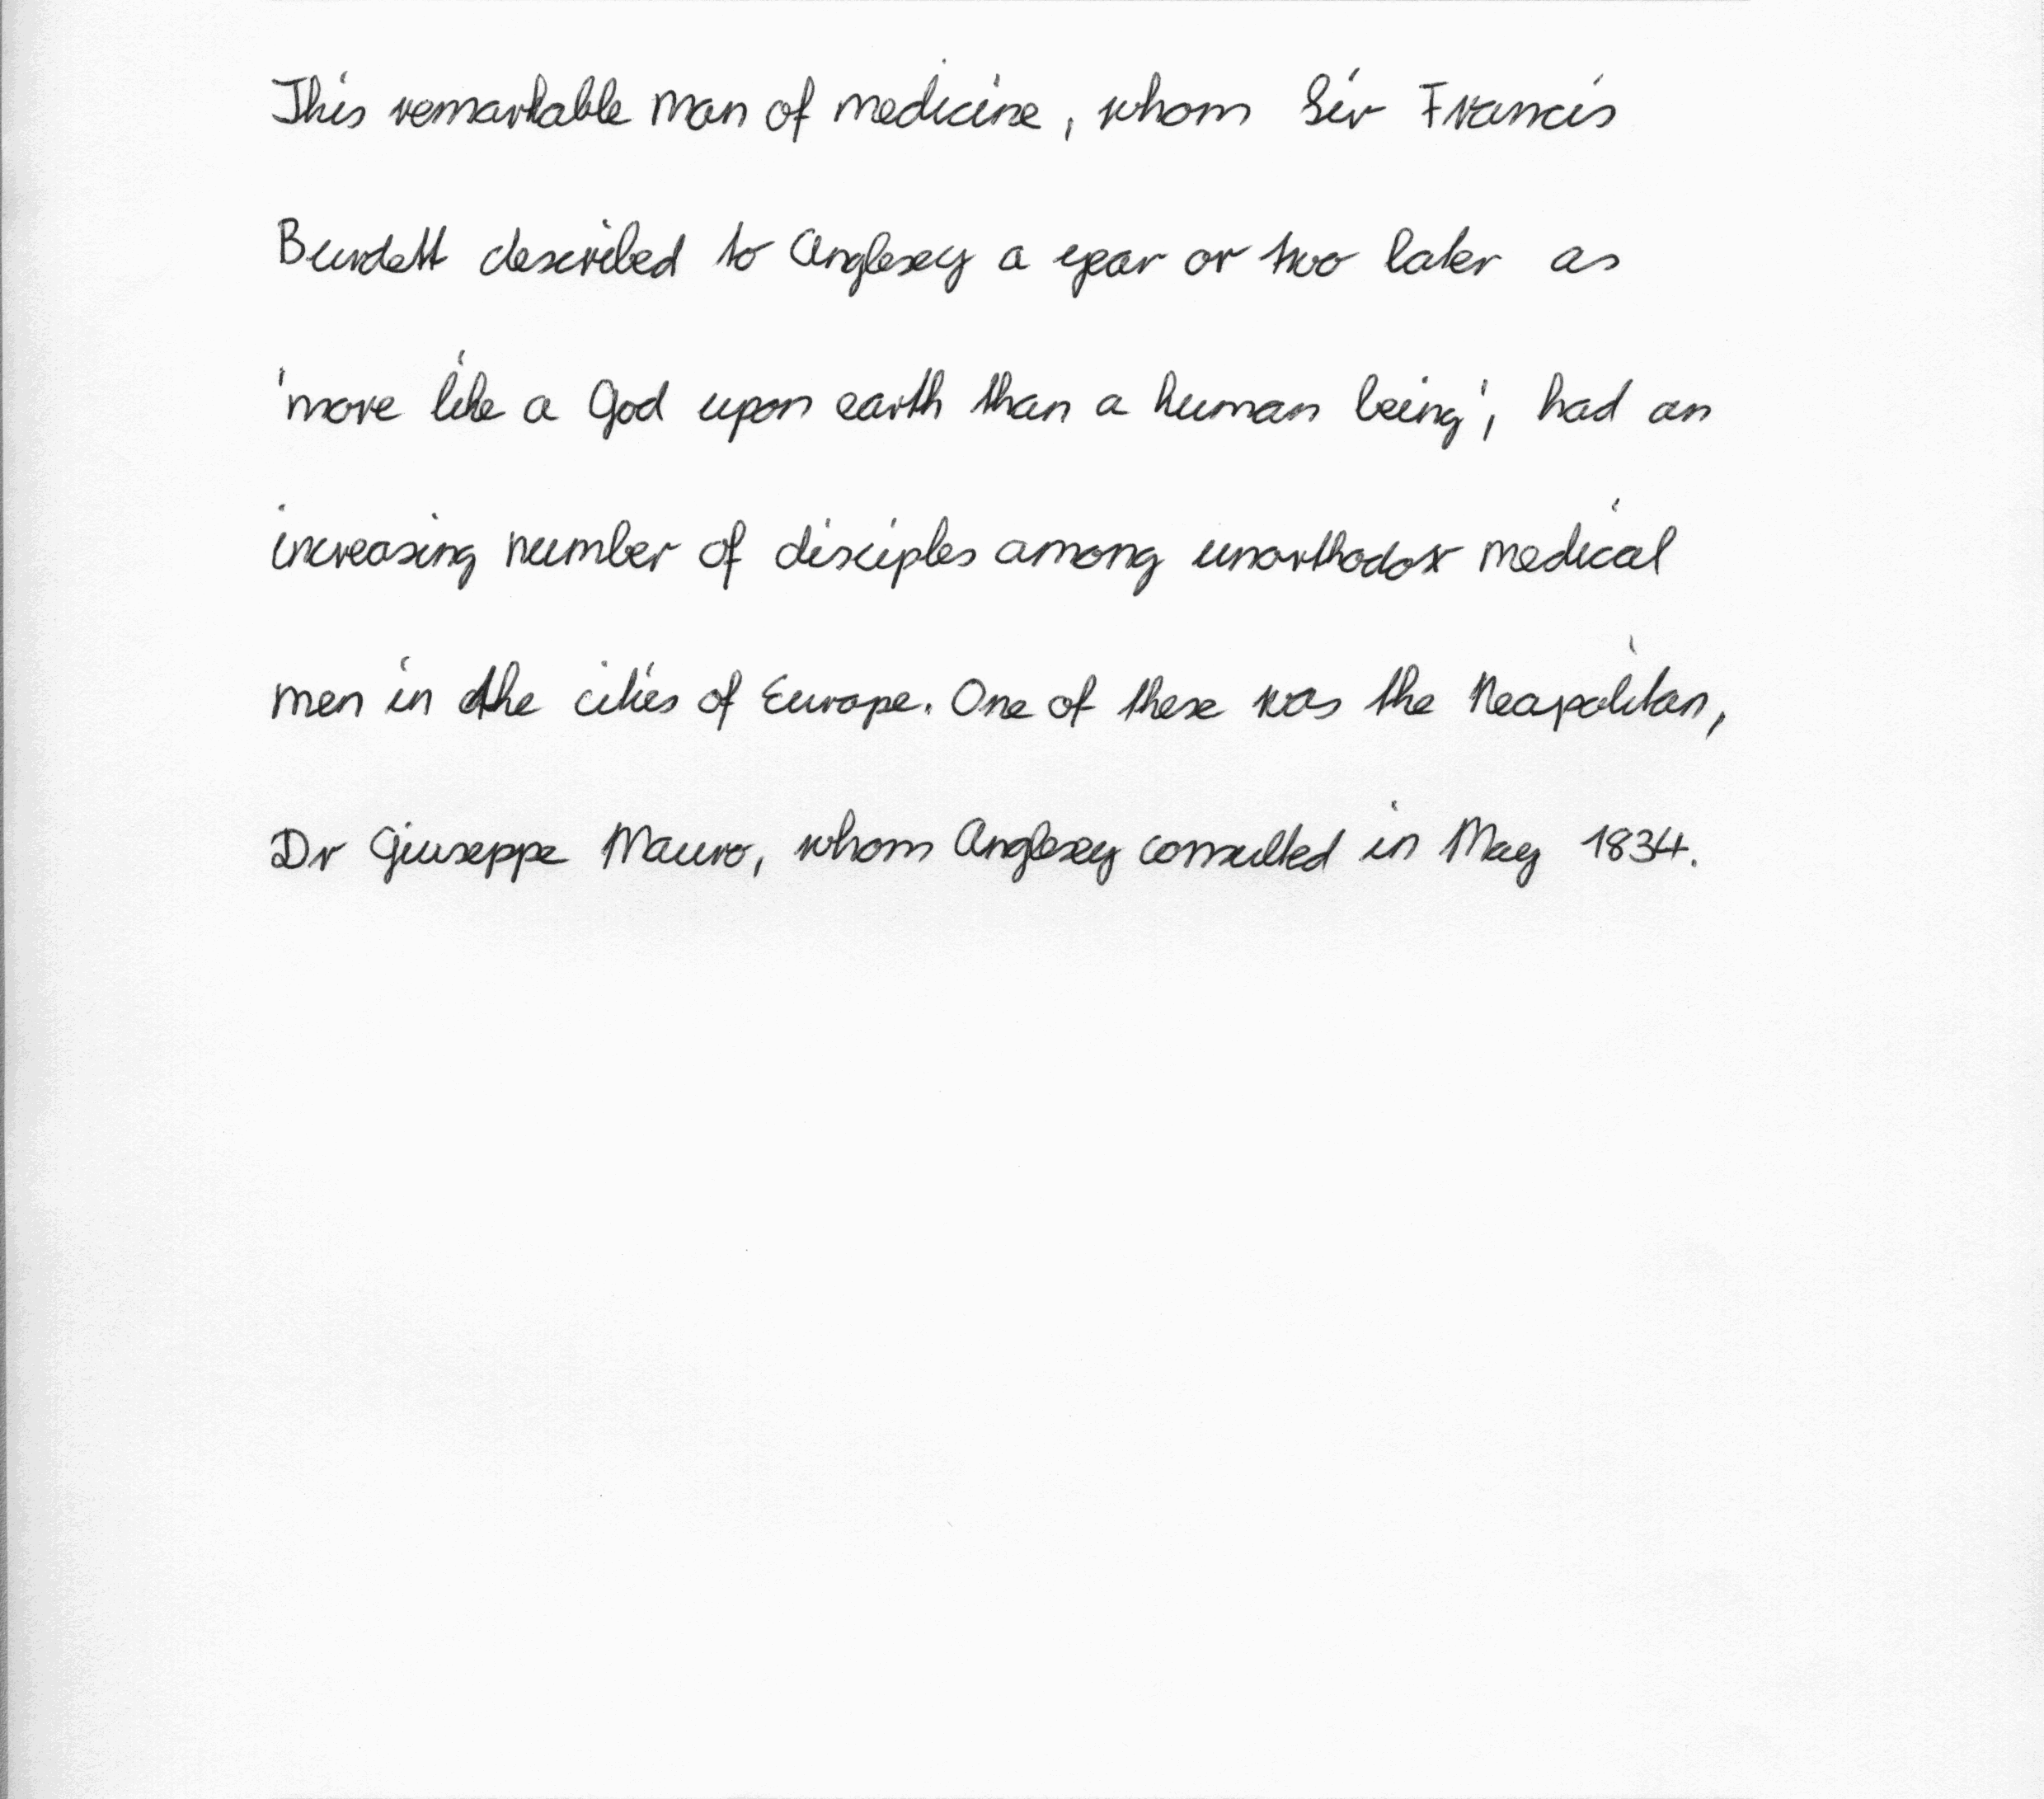 This remarkable man of medicine, whom Sir Francis
Burdett described to Anglesey a year or two later as
'more like a God upon earth than a human being', had an
increasing number of disciples among unorthodox medical
men in the cities of Europe. One of these was the Neapolitan,
Dr Giuseppe Mauro, whom Anglesey consulted in May 1834.